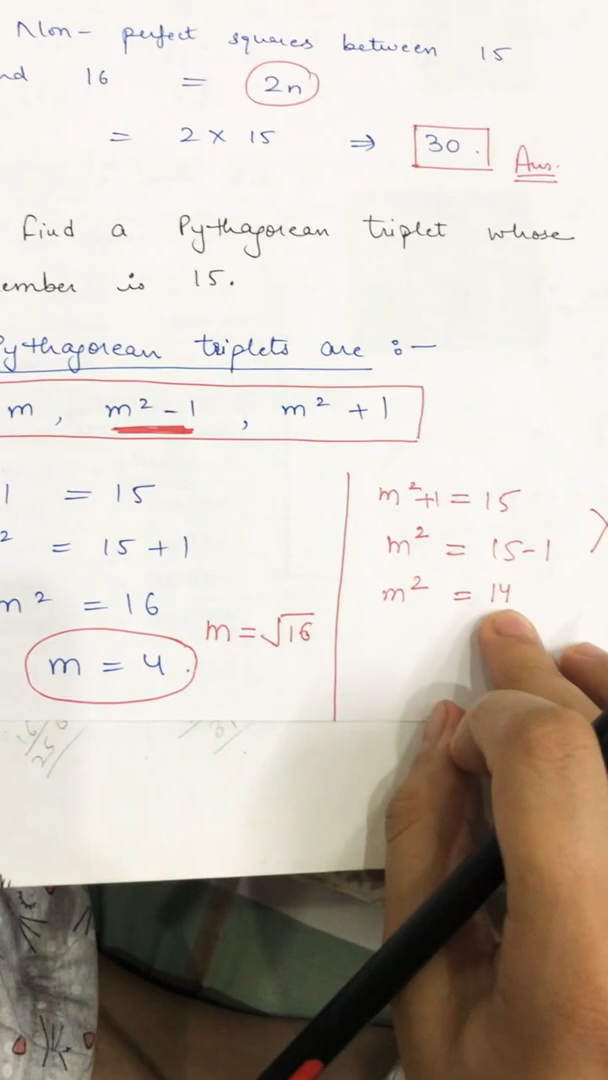 Non- perfect squares between 15
nd 16 = 2n
= 2 × 15 ⇒ 30. Ans.
find a Pythagorean triplet whose
ember is 15.
ythagorean triplets are :-
m, m² - 1, m² + 1
1 = 15
² = 15 + 1
m² = 16
m = √16
m = 4.
m²+1 = 15
m² = 15-1
m² = 14